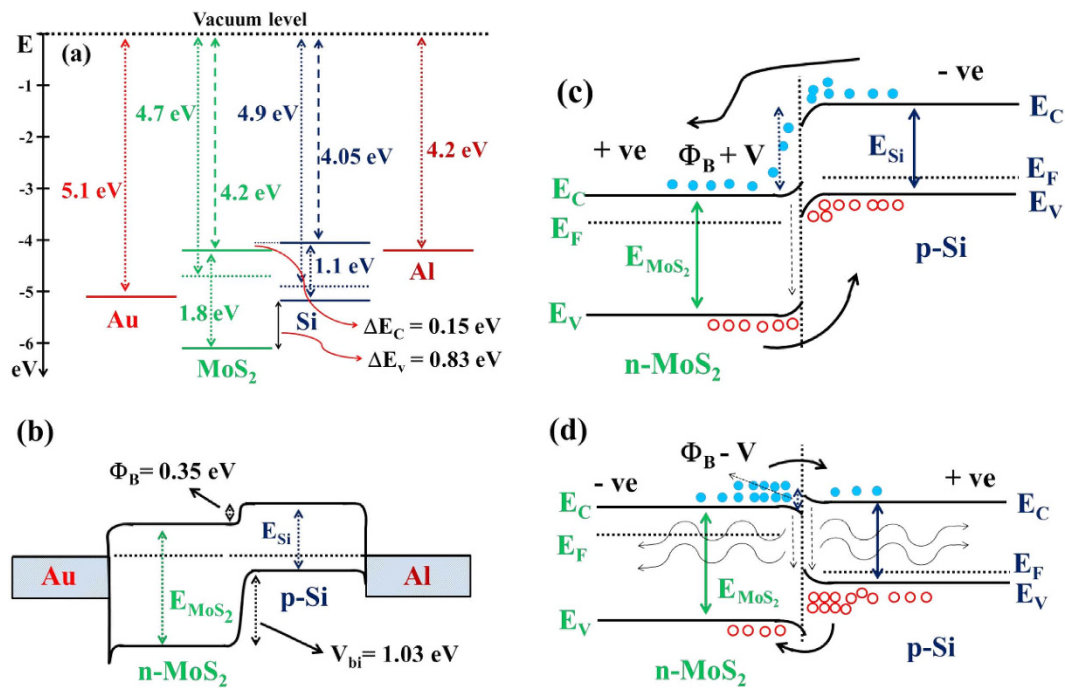 Vacuum level
E
(a)
-1
-2
-3
-4
-5
-6
eV
4.7 eV
4.9 eV
4.05 eV
4.2 eV
5.1 eV
4.2 eV
1.1 eV
Al
1.8 eV
Au
Si
ΔE_C = 0.15 eV
ΔE_v = 0.83 eV
MoS₂
(b)
Φ_B= 0.35 eV
E_Si
Au
Al
E_MoS₂
p-Si
n-MoS₂
V_bi= 1.03 eV
(c)
- ve
+ ve
Φ_B + V
E_C
E_Si
E_F
E_V
E_C
E_F
E_MoS₂
p-Si
E_V
n-MoS₂
(d)
Φ_B - V
- ve
+ ve
E_C
E_C
E_F
E_F
E_MoS₂
E_V
E_V
n-MoS₂
p-Si